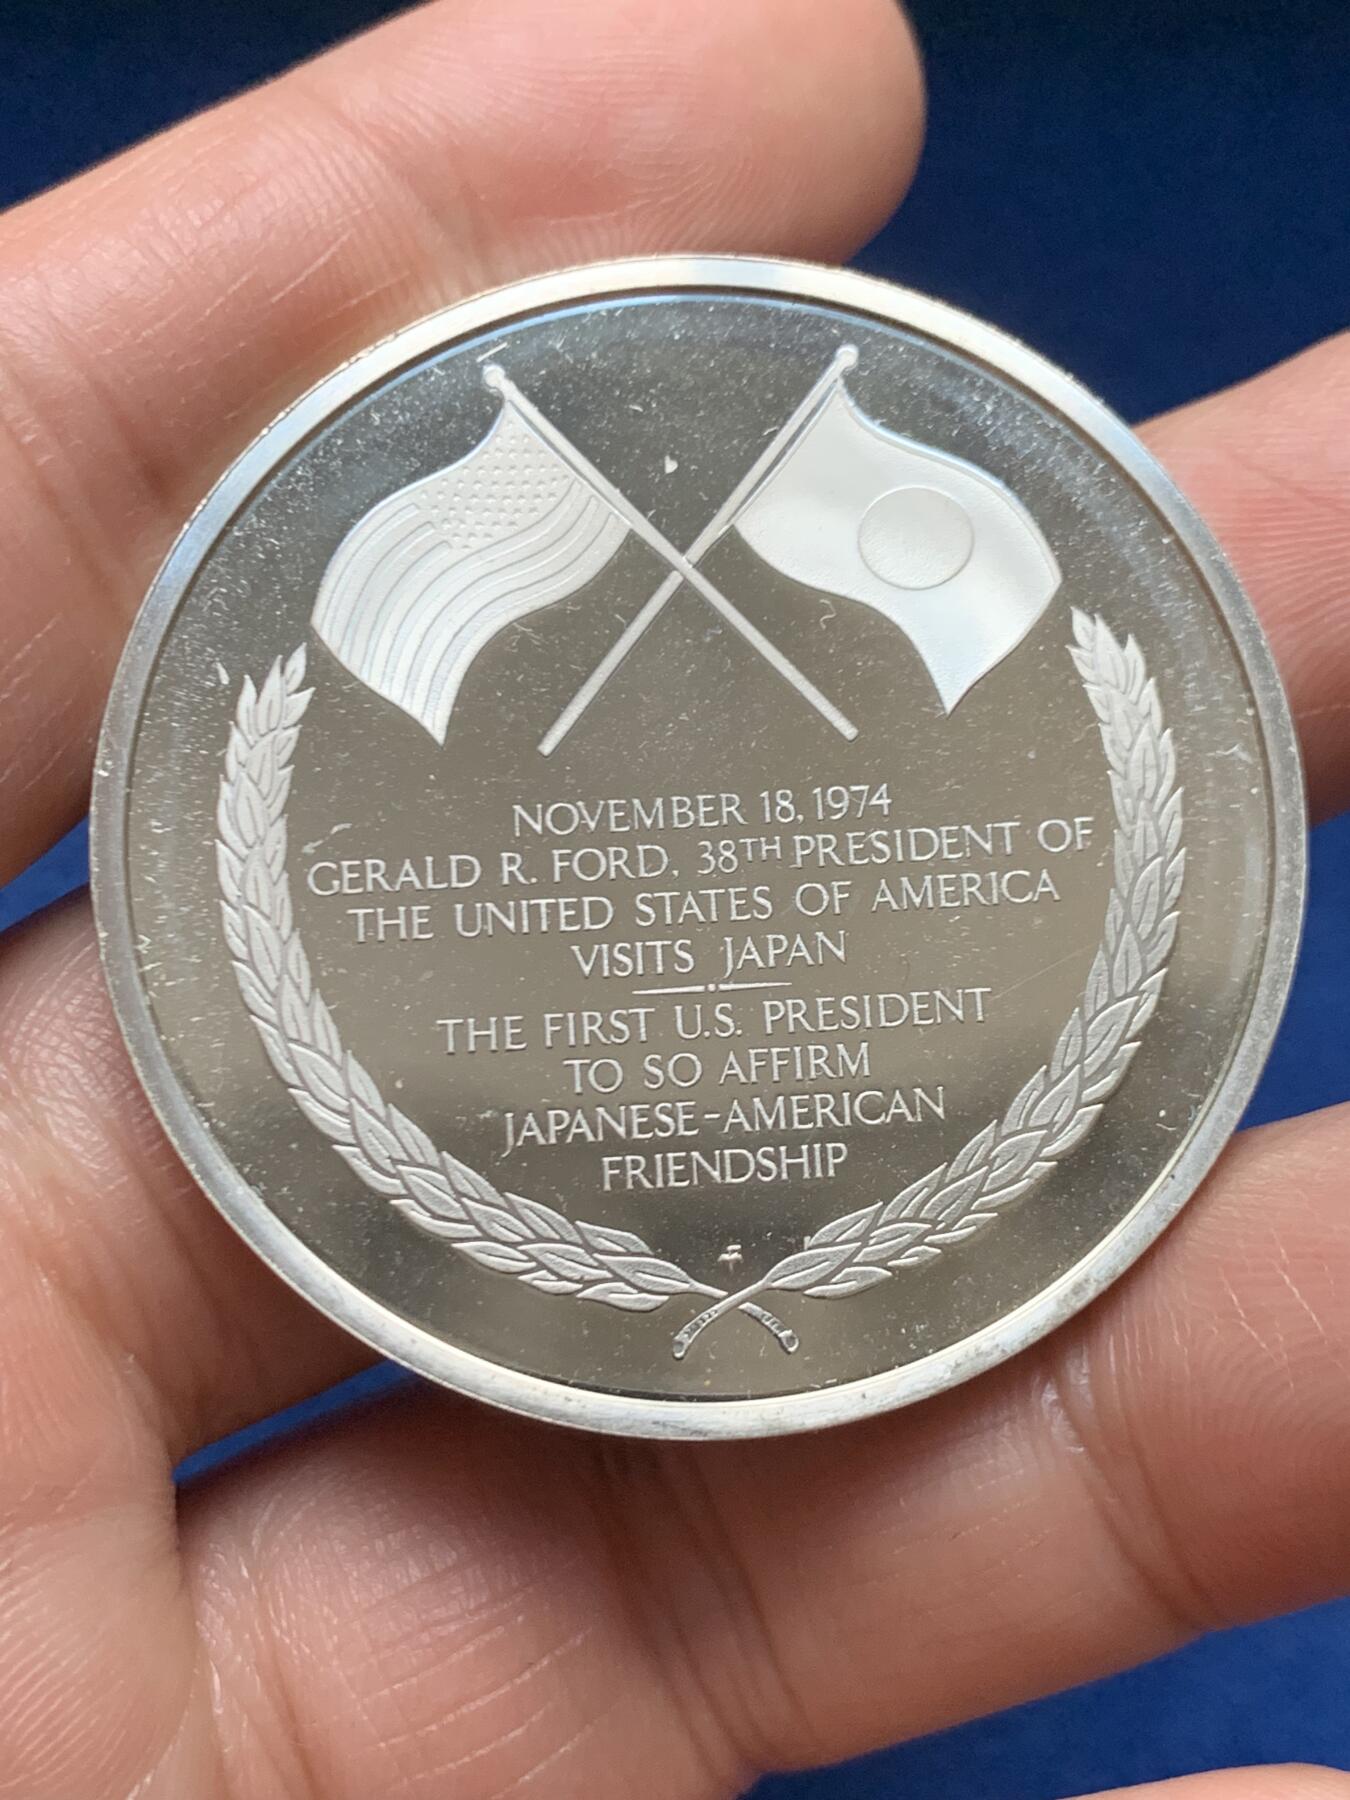 NOVEMBER 18, 1974
GERALD R. FORD, 38TH PRESIDENT OF
THE UNITED STATES OF AMERICA
VISITS JAPAN
THE FIRST U.S. PRESIDENT
TO SO AFFIRM
JAPANESE-AMERICAN
FRIENDSHIP